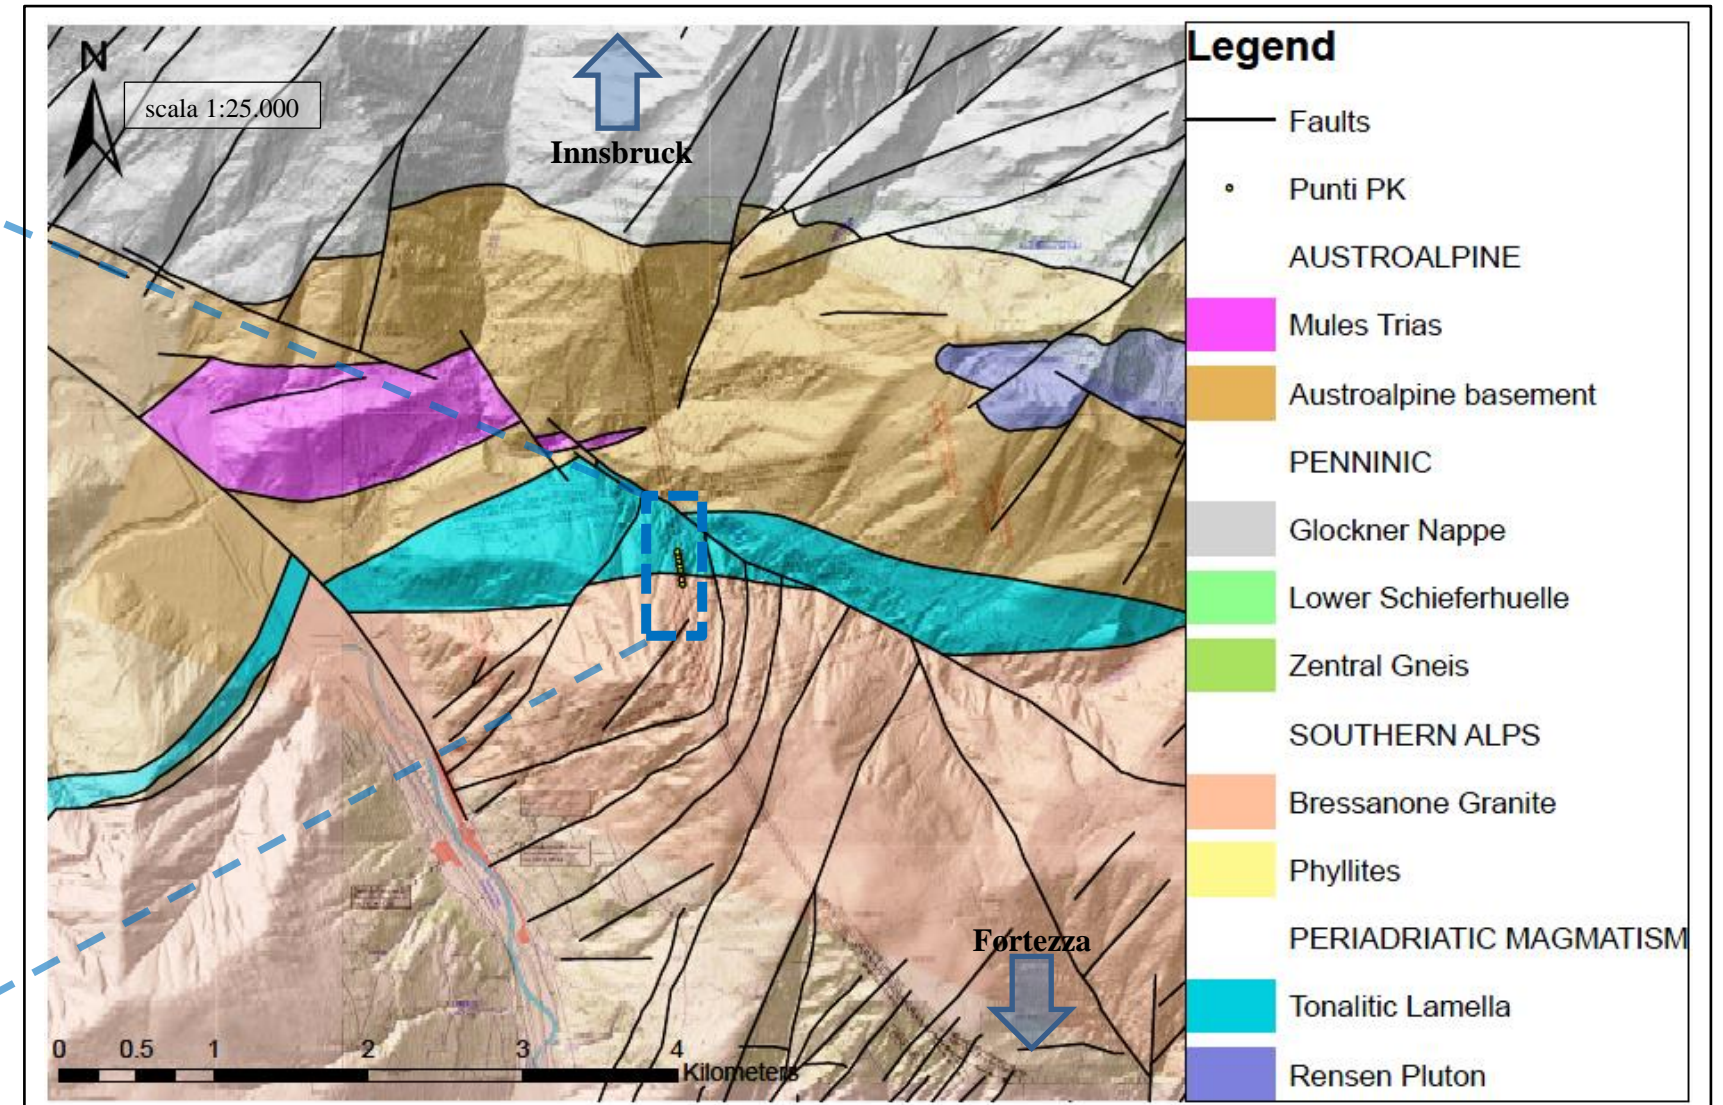 N
scala 1:25.000
Innsbruck
Fortezza
0 0.5 1 2 3 4
Kilometers
Legend
Faults
Punti PK
AUSTROALPINE
Mules Trias
Austroalpine basement
PENNINIC
Glockner Nappe
Lower Schieferhuelle
Zentral Gneis
SOUTHERN ALPS
Bressanone Granite
Phyllites
PERIADRIATIC MAGMATISM
Tonalitic Lamella
Rensen Pluton